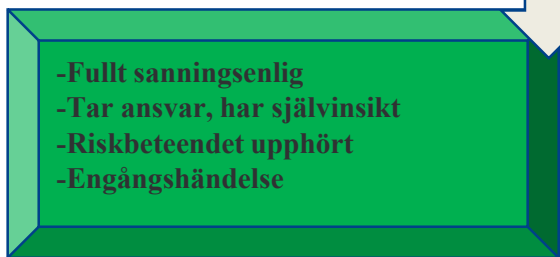 -Fullt sanningsenlig
-Tar ansvar, har självinsikt
-Riskbeteendet upphört
-Engångshändelse